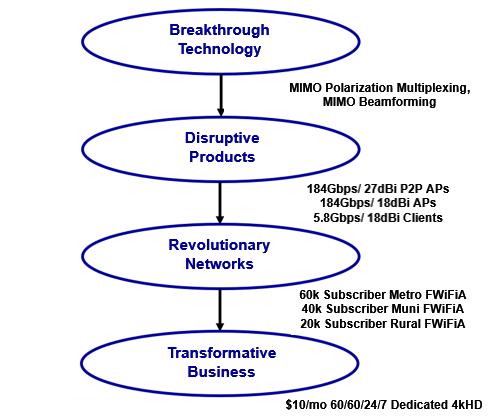 Breakthrough
Technology
MIMO Polarization Multiplexing,
MIMO Beamforming
Disruptive
Products
184Gbps/ 27dBi P2P APs
184Gbps/ 18dBi APs
5.8Gbps/ 18dBi Clients
Revolutionary
Networks
60k Subscriber Metro FWiFiA
40k Subscriber Muni FWiFiA
20k Subscriber Rural FWiFiA
Transformative
Business
$10/mo 60/60/24/7 Dedicated 4kHD